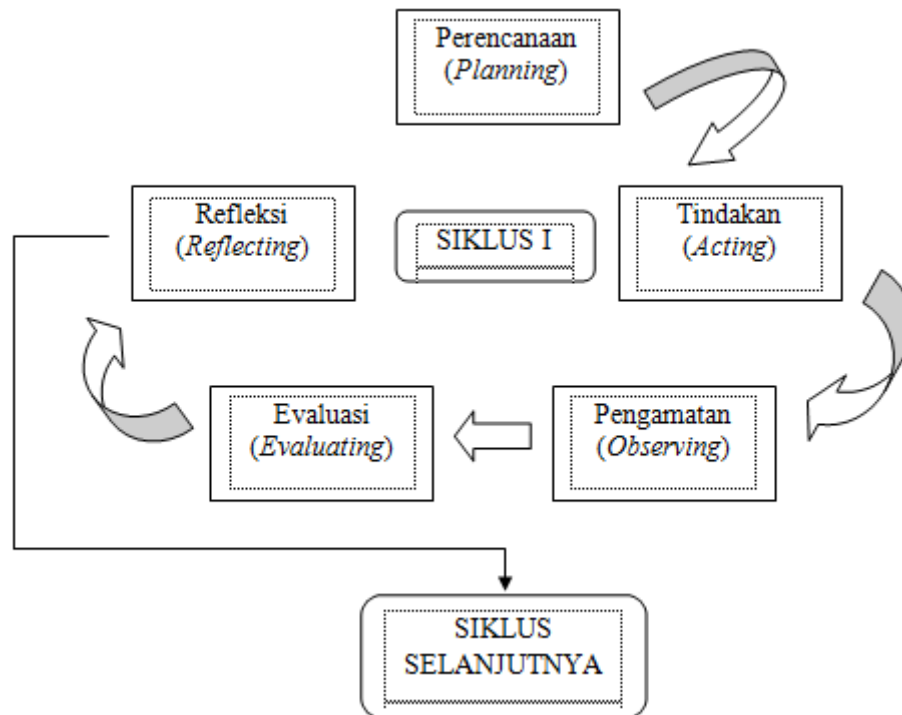 Perencanaan
(Planning)
Refleksi
(Reflecting)
SIKLUS I
Tindakan
(Acting)
Evaluasi
(Evaluating)
Pengamatan
(Observing)
SIKLUS
SELANJUTNYA